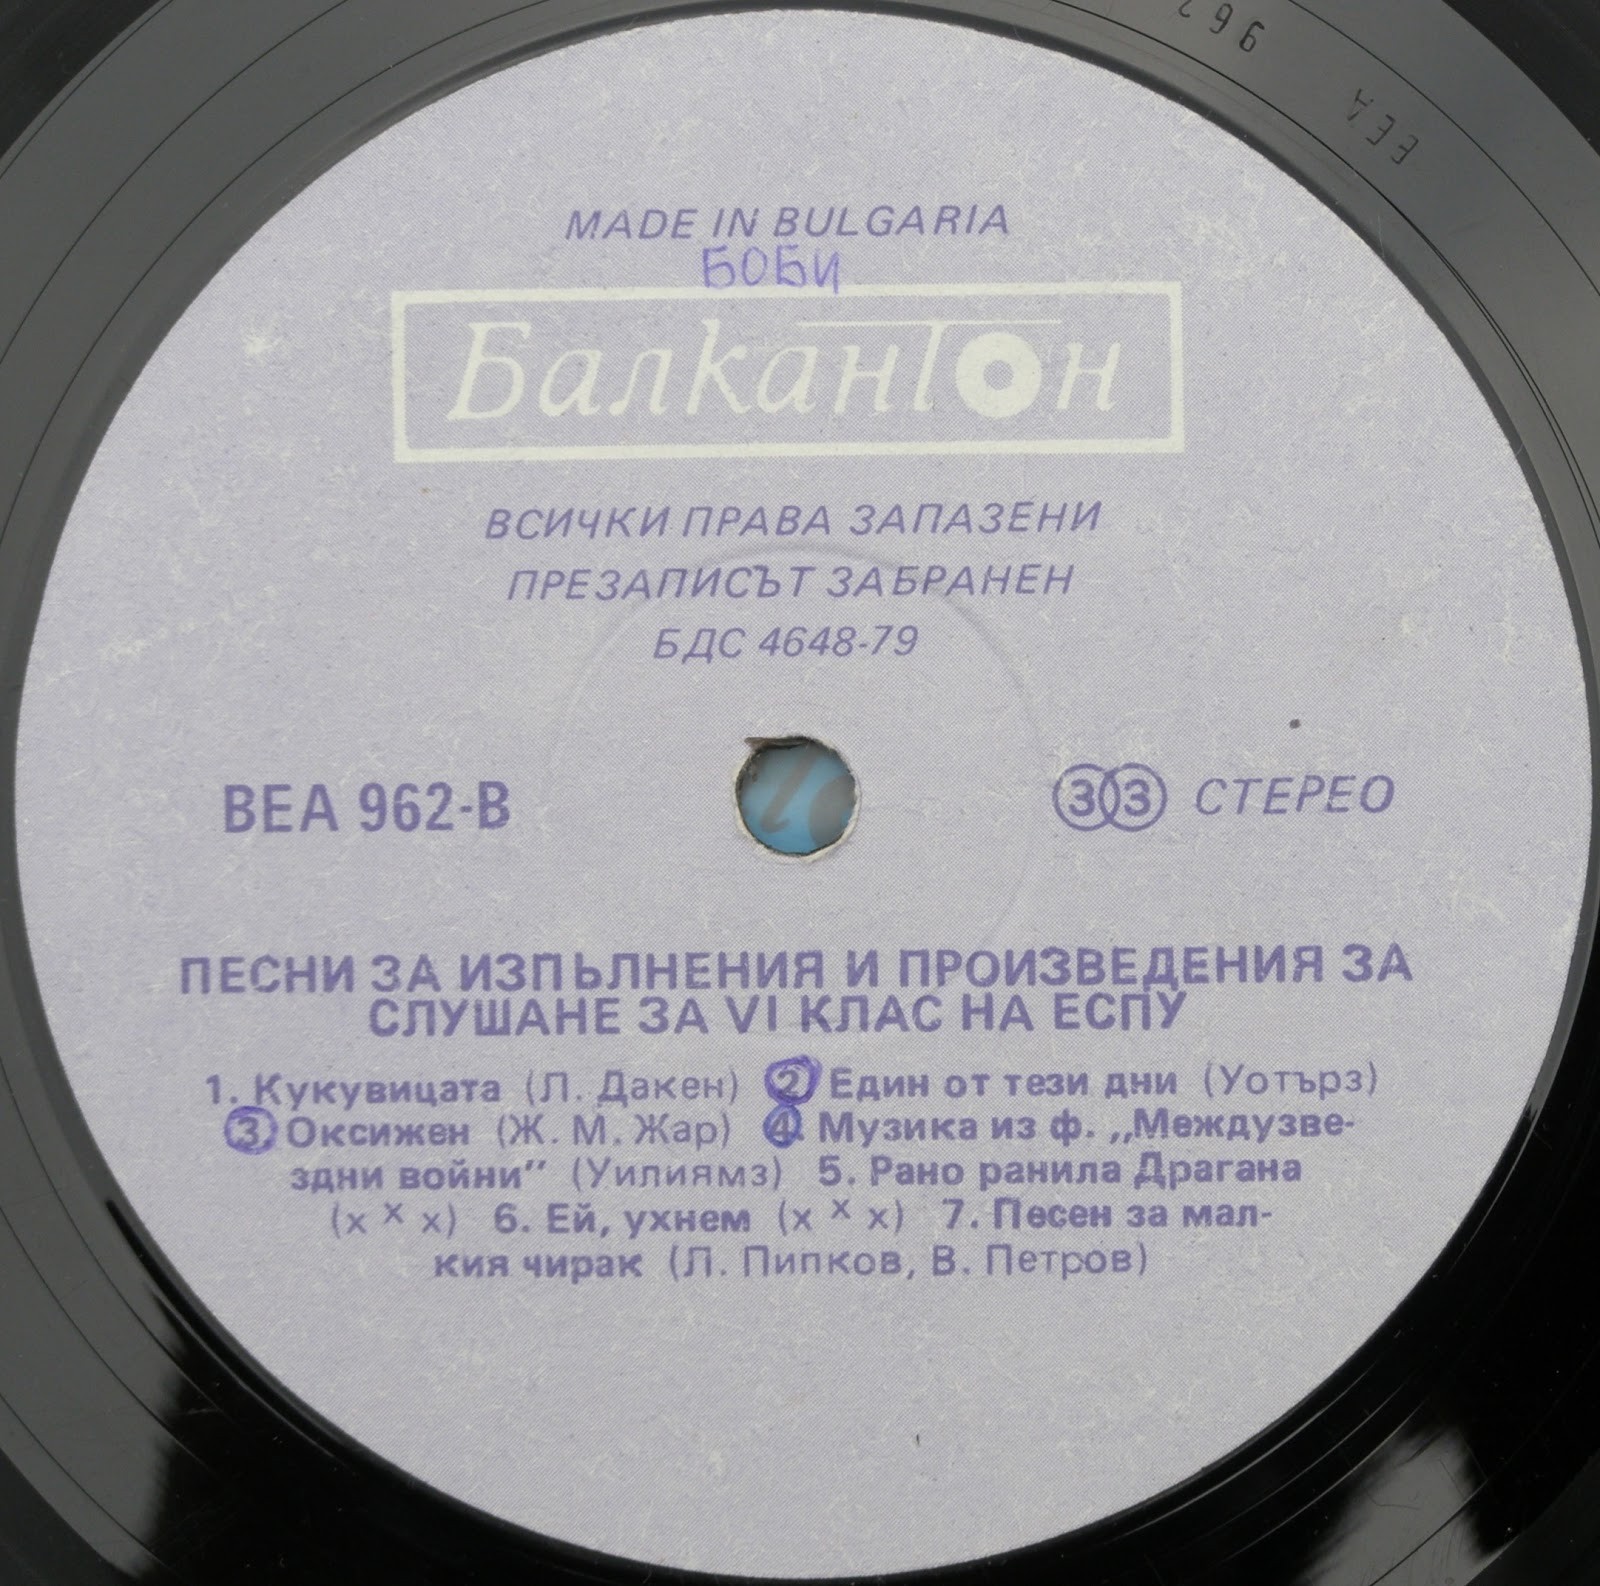 962
BEA
MADE IN BULGARIA
БОБИ
Балкантон
ВСИЧКИ ПРАВА ЗАПАЗЕНИ
ПРЕЗАПИСЪТ ЗАБРАНЕН
БДС 4648-79
ВЕА 962-В
33 СТЕРЕО
ПЕСНИ ЗА ИЗПЪЛНЕНИЯ И ПРОИЗВЕДЕНИЯ ЗА
СЛУШАНЕ ЗА VI КЛАС НА ЕСПУ
1. Кукувицата (Л. Дакен) 2. Един от тези дни (Уотърз)
3. Оксижен (Ж. М. Жар) 4. Музика из ф. „Междузве-
здни войни” (Уилиямз) 5. Рано ранила Драгана
(х х х) 6. Ей, ухнем (х х х) 7. Песен за мал-
кия чирак (Л. Пипков, В. Петров)